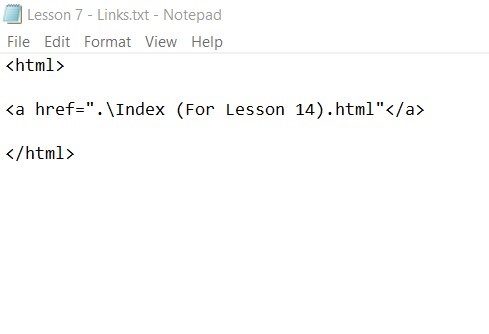 Lesson 7 - Links.txt - Notepad
File Edit Format View Help
<html>
<a href=".\Index (For Lesson 14).html"</a>
</html>